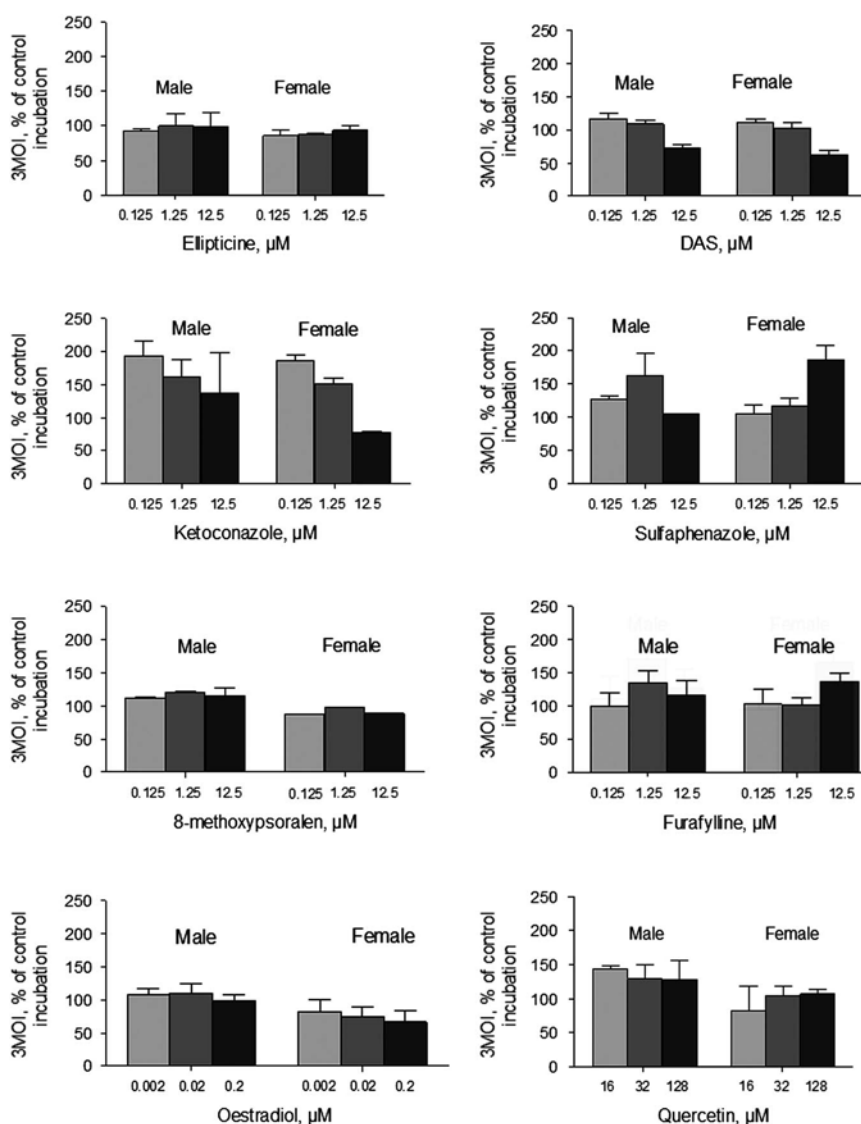 3MOI, % of control
incubation
250
200
150
100
50
0
Male
Female
0.125 1.25 12.5
0.125 1.25 12.5
Ellipticine, µM
3MOI, % of control
incubation
250
200
150
100
50
0
Male
Female
0.125 1.25 12.5
0.125 1.25 12.5
DAS, µM
3MOI, % of control
incubation
250
200
150
100
50
0
Male
Female
0.125 1.25 12.5
0.125 1.25 12.5
Ketoconazole, µM
3MOI, % of control
incubation
250
200
150
100
50
0
Male
Female
0.125 1.25 12.5
0.125 1.25 12.5
Sulfaphenazole, µM
3MOI, % of control
incubation
250
200
150
100
50
0
Male
Female
0.125 1.25 12.5
0.125 1.25 12.5
8-methoxypsoralen, µM
3MOI, % of control
incubation
250
200
150
100
50
0
Male
Female
Male
Female
0.125 1.25 12.5
0.125 1.25 12.5
Furafylline, µM
3MOI, % of control
incubation
250
200
150
100
50
0
Male
Female
0.002 0.02 0.2
0.002 0.02 0.2
Oestradiol, µM
3MOI, % of control
incubation
250
200
150
100
50
0
Male
Female
16 32 128
16 32 128
Quercetin, µM